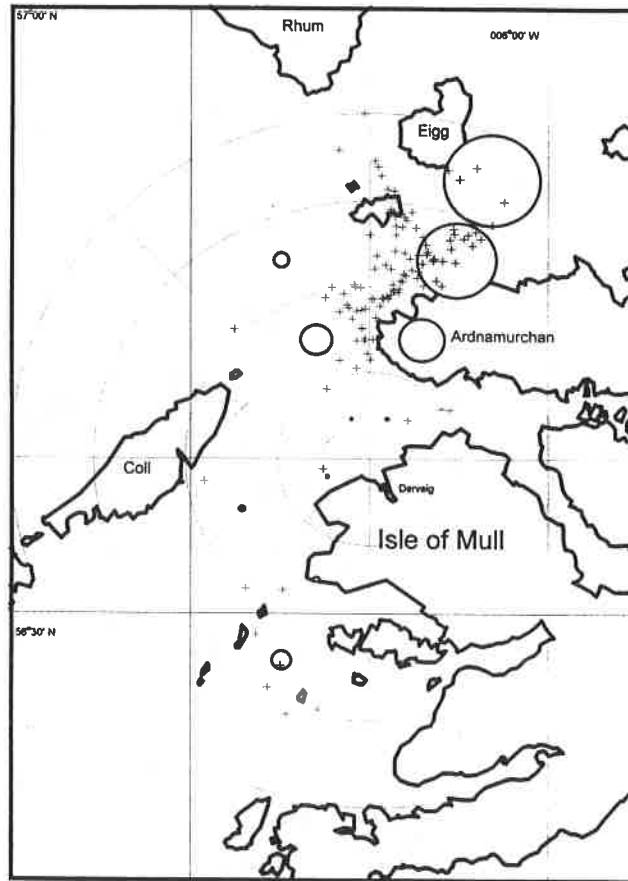 57°00' N
Rhum
006°00' W
Eigg
Ardnamurchan
Coll
Dervaig
Isle of Mull
56°30' N